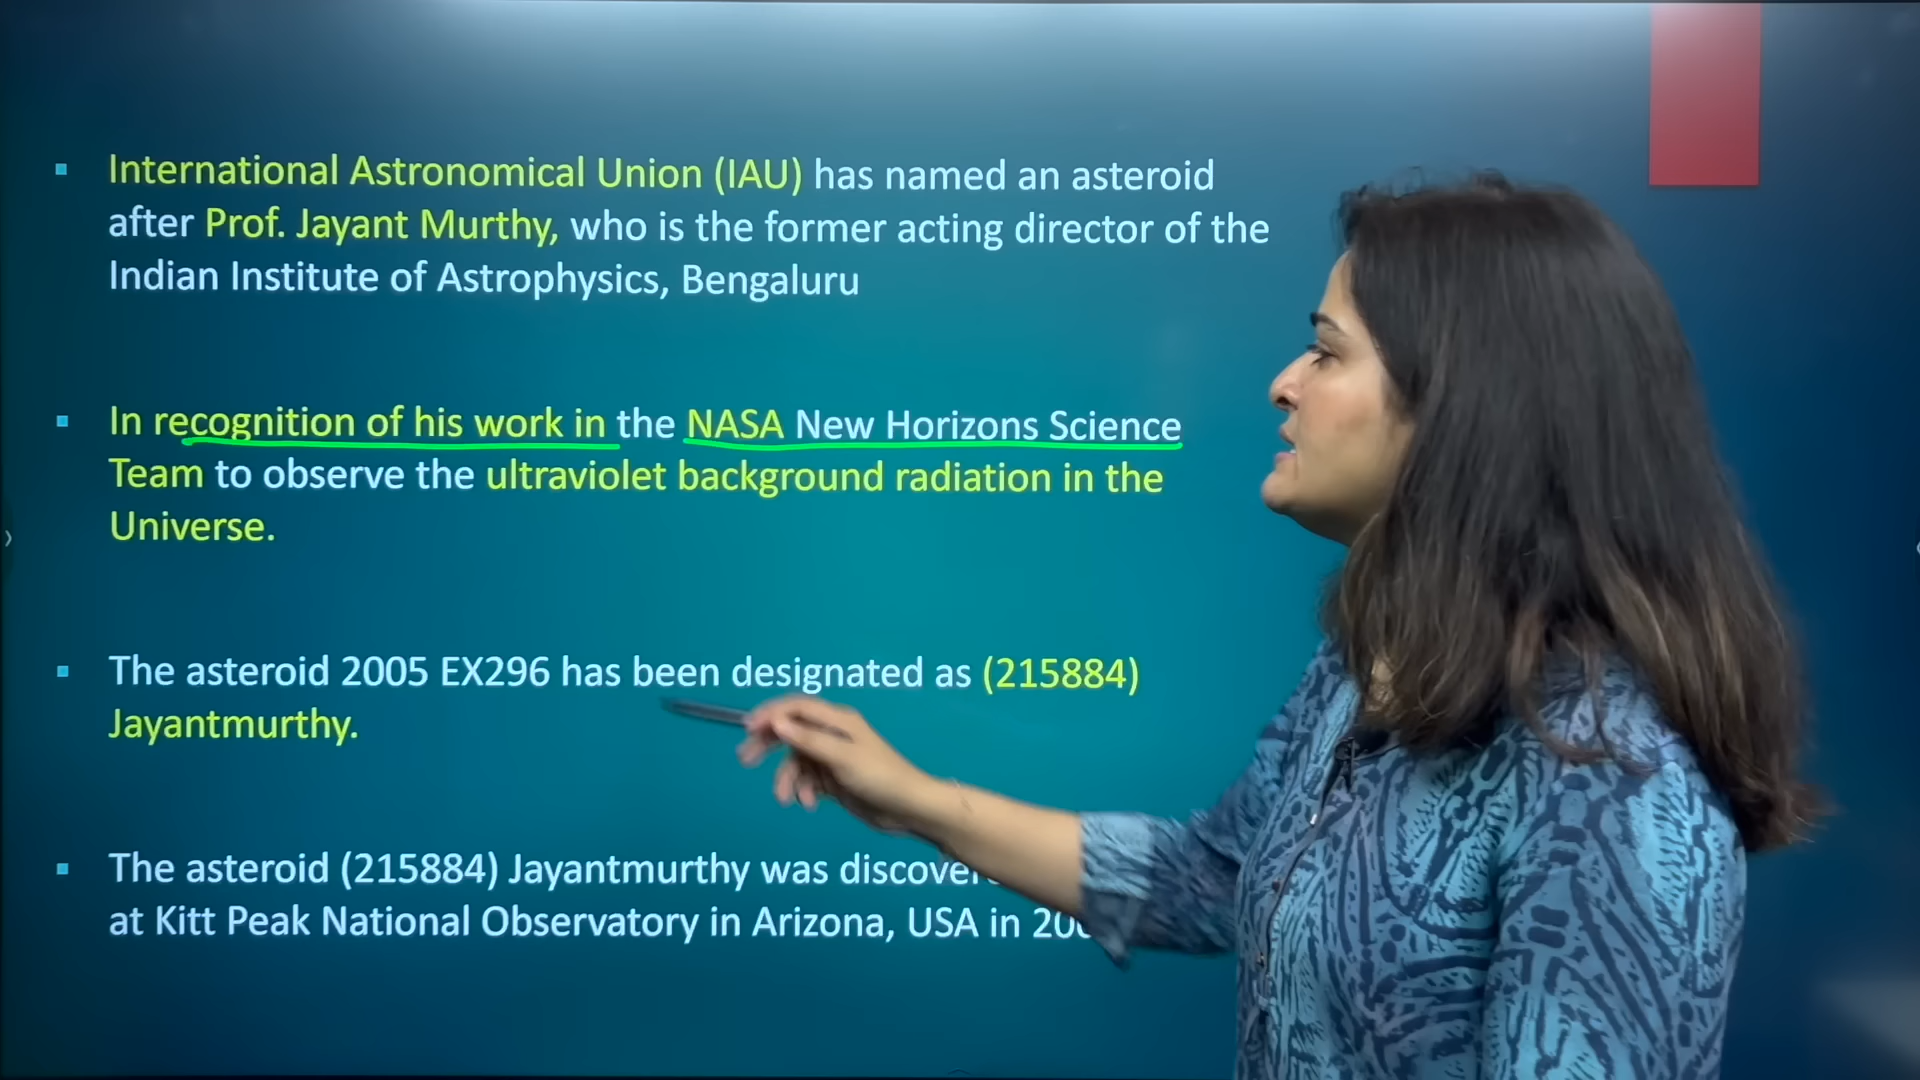 International Astronomical Union (IAU) has named an asteroid
after Prof. Jayant Murthy, who is the former acting director of the
Indian Institute of Astrophysics, Bengaluru
In recognition of his work in the NASA New Horizons Science
Team to observe the ultraviolet background radiation in the
Universe.
The asteroid 2005 EX296 has been designated as (215884)
Jayantmurthy.
The asteroid (215884) Jayantmurthy was
at Kitt Peak National Observatory in Arizona, USA in